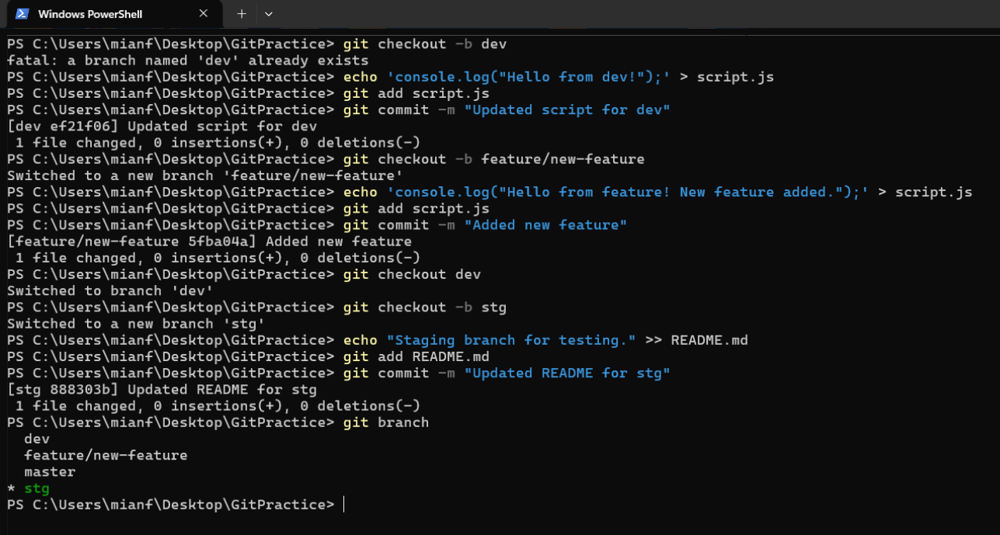 Windows PowerShell
PS C:\Users\mianf\Desktop\GitPractice> git checkout -b dev
fatal: a branch named 'dev' already exists
PS C:\Users\mianf\Desktop\GitPractice> echo 'console.log("Hello from dev!");' > script.js
PS C:\Users\mianf\Desktop\GitPractice> git add script.js
PS C:\Users\mianf\Desktop\GitPractice> git commit -m "Updated script for dev"
[dev ef21f06] Updated script for dev
 1 file changed, 0 insertions(+), 0 deletions(-)
PS C:\Users\mianf\Desktop\GitPractice> git checkout -b feature/new-feature
Switched to a new branch 'feature/new-feature'
PS C:\Users\mianf\Desktop\GitPractice> echo 'console.log("Hello from feature! New feature added.");' > script.js
PS C:\Users\mianf\Desktop\GitPractice> git add script.js
PS C:\Users\mianf\Desktop\GitPractice> git commit -m "Added new feature"
[feature/new-feature 5fba04a] Added new feature
 1 file changed, 0 insertions(+), 0 deletions(-)
PS C:\Users\mianf\Desktop\GitPractice> git checkout dev
Switched to branch 'dev'
PS C:\Users\mianf\Desktop\GitPractice> git checkout -b stg
Switched to a new branch 'stg'
PS C:\Users\mianf\Desktop\GitPractice> echo "Staging branch for testing." >> README.md
PS C:\Users\mianf\Desktop\GitPractice> git add README.md
PS C:\Users\mianf\Desktop\GitPractice> git commit -m "Updated README for stg"
[stg 888303b] Updated README for stg
 1 file changed, 0 insertions(+), 0 deletions(-)
PS C:\Users\mianf\Desktop\GitPractice> git branch
  dev
  feature/new-feature
  master
* stg
PS C:\Users\mianf\Desktop\GitPractice>